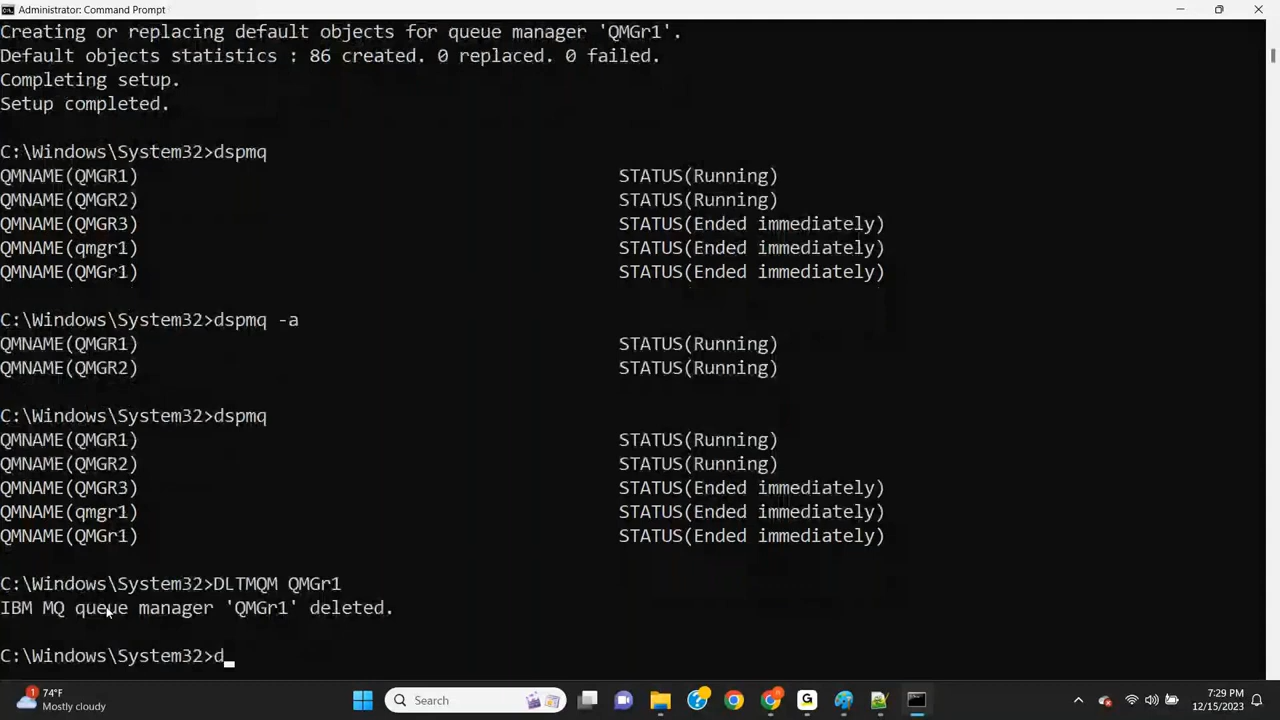 Administrator: Command Prompt
Creating or replacing default objects for queue manager 'QMGr1'.
Default objects statistics : 86 created. 0 replaced. 0 failed.
Completing setup.
Setup completed.
C:\Windows\System32>dspmq
QMNAME(QMGR1) STATUS(Running)
QMNAME(QMGR2) STATUS(Running)
QMNAME(QMGR3) STATUS(Ended immediately)
QMNAME(qmgr1) STATUS(Ended immediately)
QMNAME(QMGr1) STATUS(Ended immediately)
C:\Windows\System32>dspmq -a
QMNAME(QMGR1) STATUS(Running)
QMNAME(QMGR2) STATUS(Running)
C:\Windows\System32>dspmq
QMNAME(QMGR1) STATUS(Running)
QMNAME(QMGR2) STATUS(Running)
QMNAME(QMGR3) STATUS(Ended immediately)
QMNAME(qmgr1) STATUS(Ended immediately)
QMNAME(QMGr1) STATUS(Ended immediately)
C:\Windows\System32>DLTMQM QMGr1
IBM MQ queue manager 'QMGr1' deleted.
C:\Windows\System32>d
1
74°F
Mostly cloudy
Search
G
7:29 PM
12/15/2023